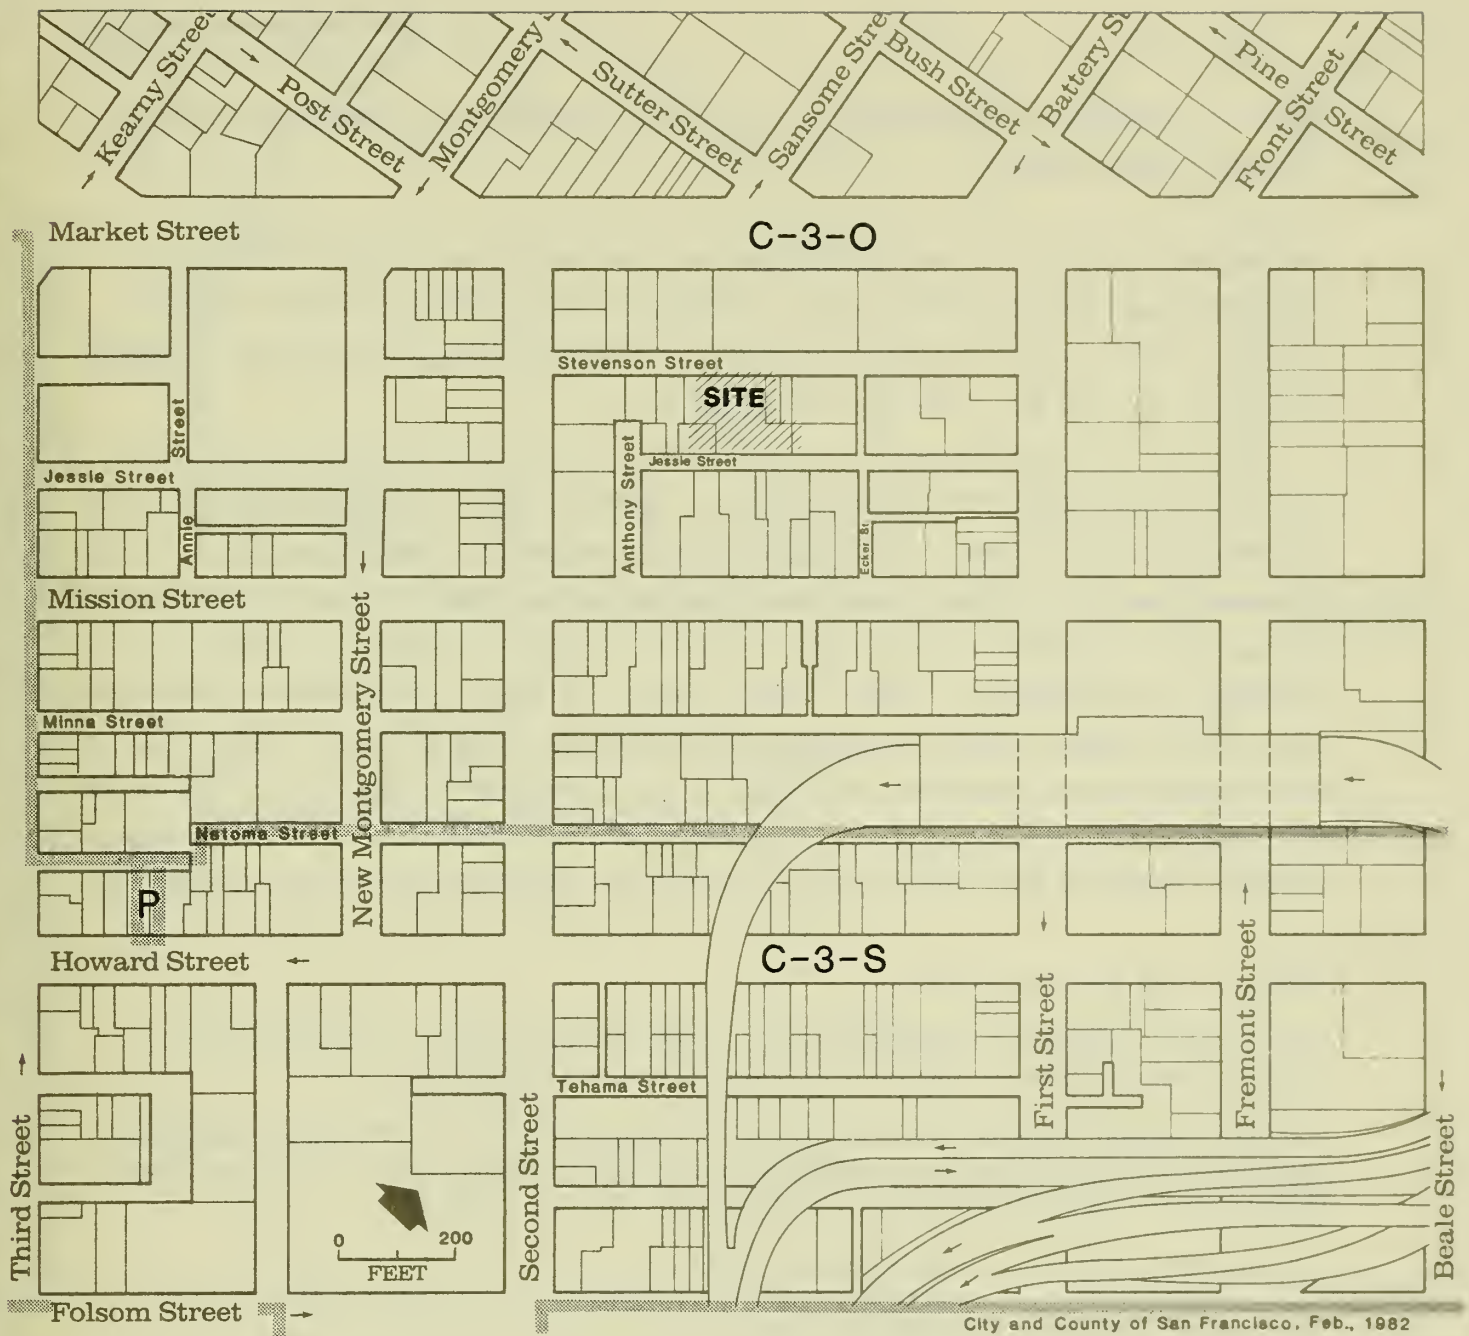 Kearny Street
Post Street
Montgomery S
Sutter Street
Sansome Stre
Bush Street
Battery St
Pine Street
Front Street
Market Street
C-3-O
Stevenson Street
SITE
Street
Annie
Jessie Street
Jessie Street
Anthony Street
Ecker St.
Mission Street
New Montgomery Street
Minna Street
Natoma Street
P
Howard Street
C-3-S
Third Street
Second Street
Tehama Street
First Street
Fremont Street
Beale Street
0 200
FEET
Folsom Street
City and County of San Francisco, Feb., 1982